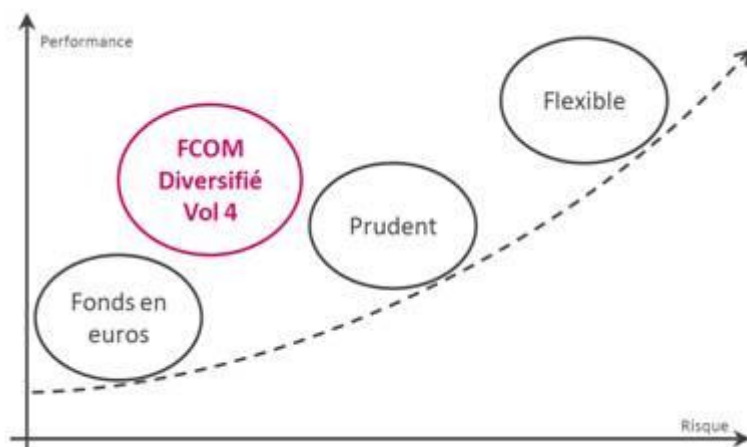 Performance
Flexible
FCOM
Diversifié
Vol 4
Prudent
Fonds en
euros
Risque